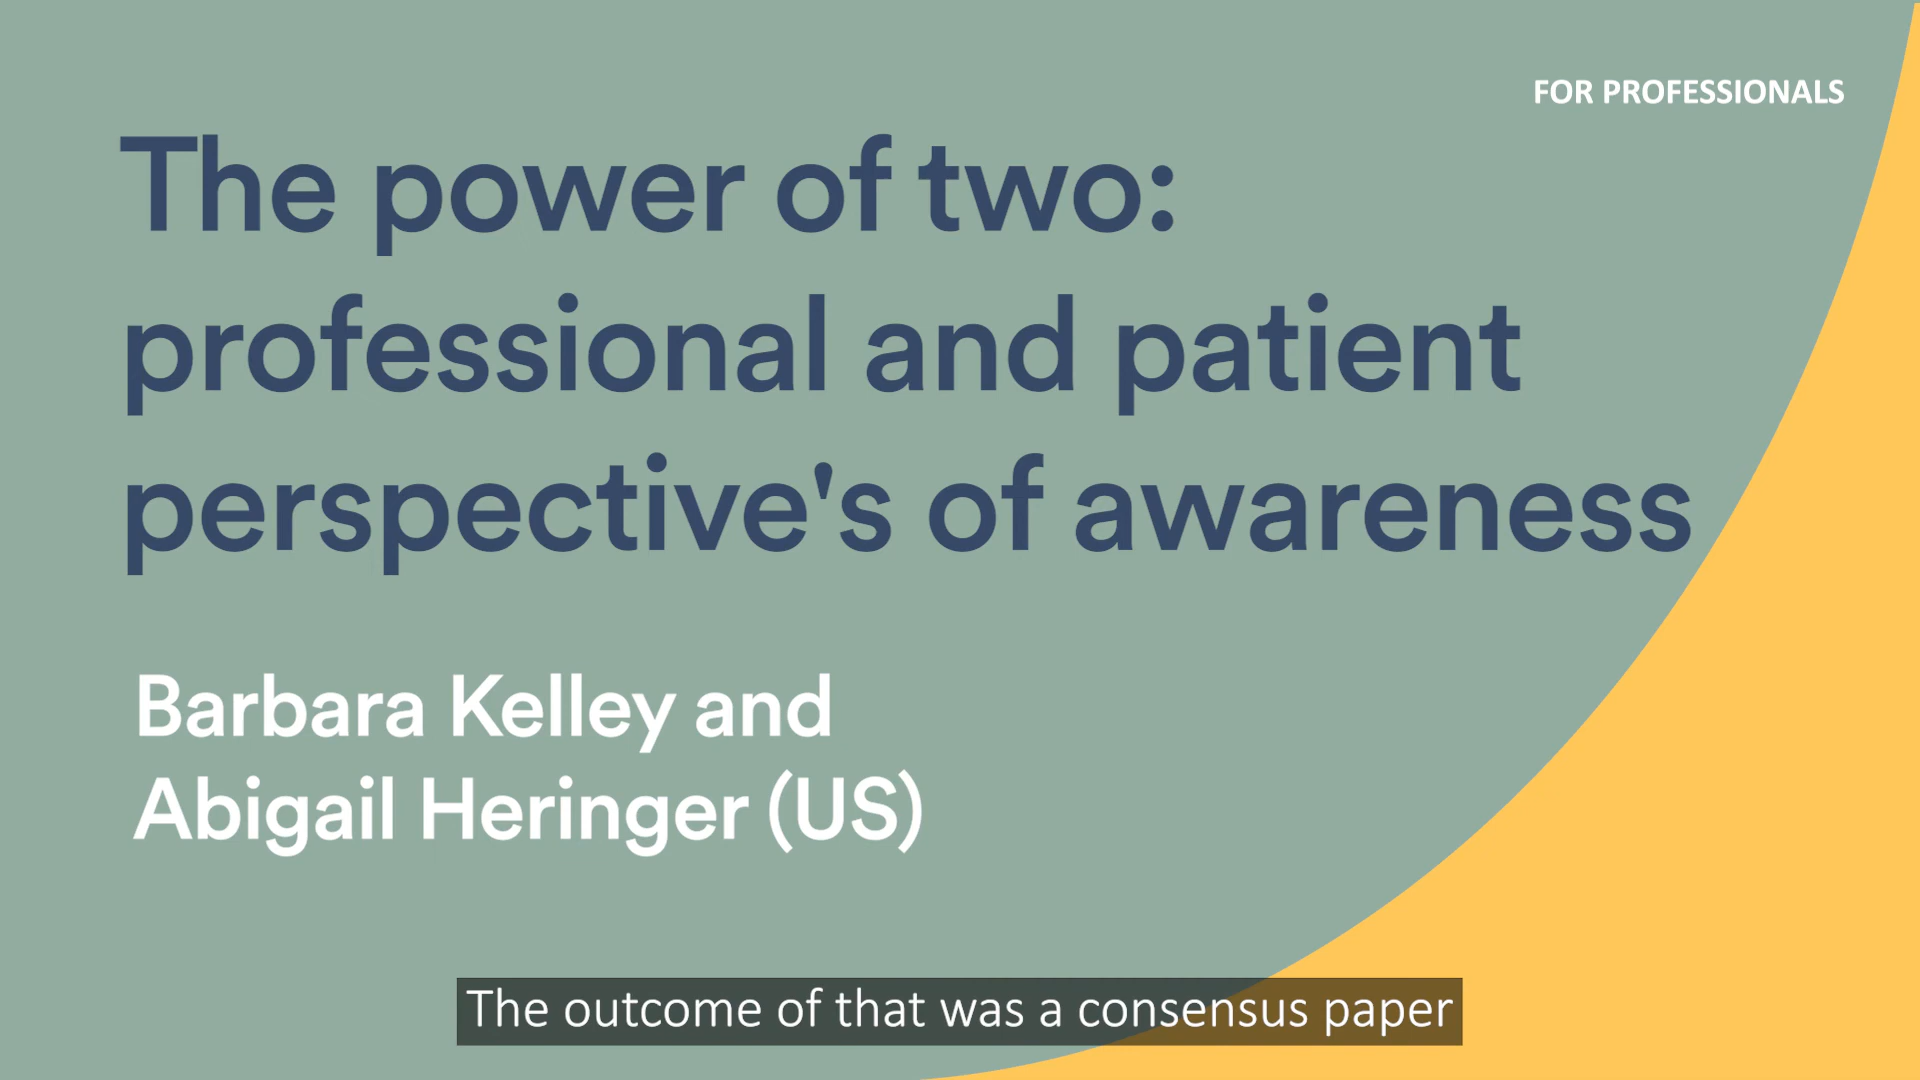 FOR PROFESSIONALS
The power of two:
professional and patient
perspective's of awareness
Barbara Kelley and
Abigail Heringer (US)
The outcome of that was a consensus paper